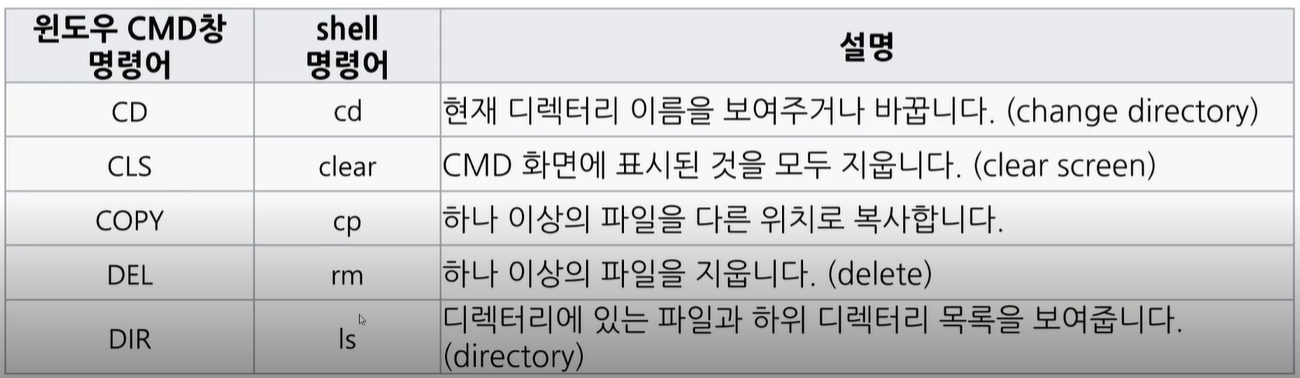 윈도우 CMD창 명령어 shell 명령어 설명
CD cd 현재 디렉터리 이름을 보여주거나 바꿉니다. (change directory)
CLS clear CMD 화면에 표시된 것을 모두 지웁니다. (clear screen)
COPY cp 하나 이상의 파일을 다른 위치로 복사합니다.
DEL rm 하나 이상의 파일을 지웁니다. (delete)
DIR ls 디렉터리에 있는 파일과 하위 디렉터리 목록을 보여줍니다.
(directory)